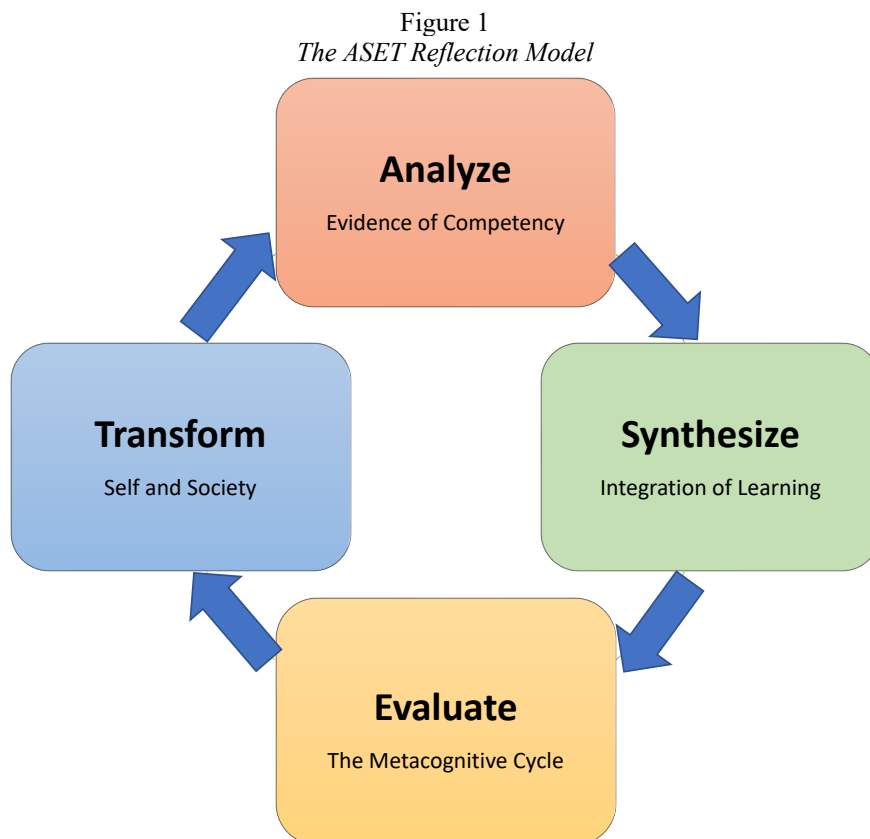 Figure 1
The ASET Reflection Model
Analyze
Evidence of Competency
Transform
Self and Society
Synthesize
Integration of Learning
Evaluate
The Metacognitive Cycle